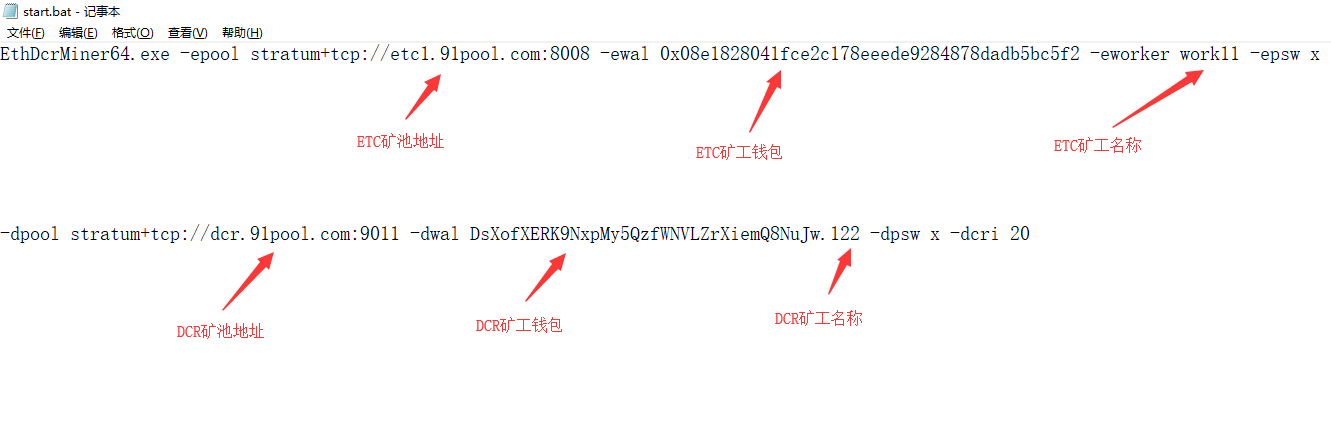 start.bat - 记事本
文件(F) 编辑(E) 格式(O) 查看(V) 帮助(H)
EthDcrMiner64.exe -epool stratum+tcp://etc1.91pool.com:8008 -ewal 0x08e1828041fce2c178eeede9284878dadb5bc5f2 -eworker work11 -epsw x
ETC矿池地址 ETC矿工钱包 ETC矿工名称
-dpool stratum+tcp://dcr.91pool.com:9011 -dwal DsXofXERK9NxpMy5QzfWNVLZrXiemQ8NuJw.122 -dpsw x -dcri 20
DCR矿池地址 DCR矿工钱包 DCR矿工名称